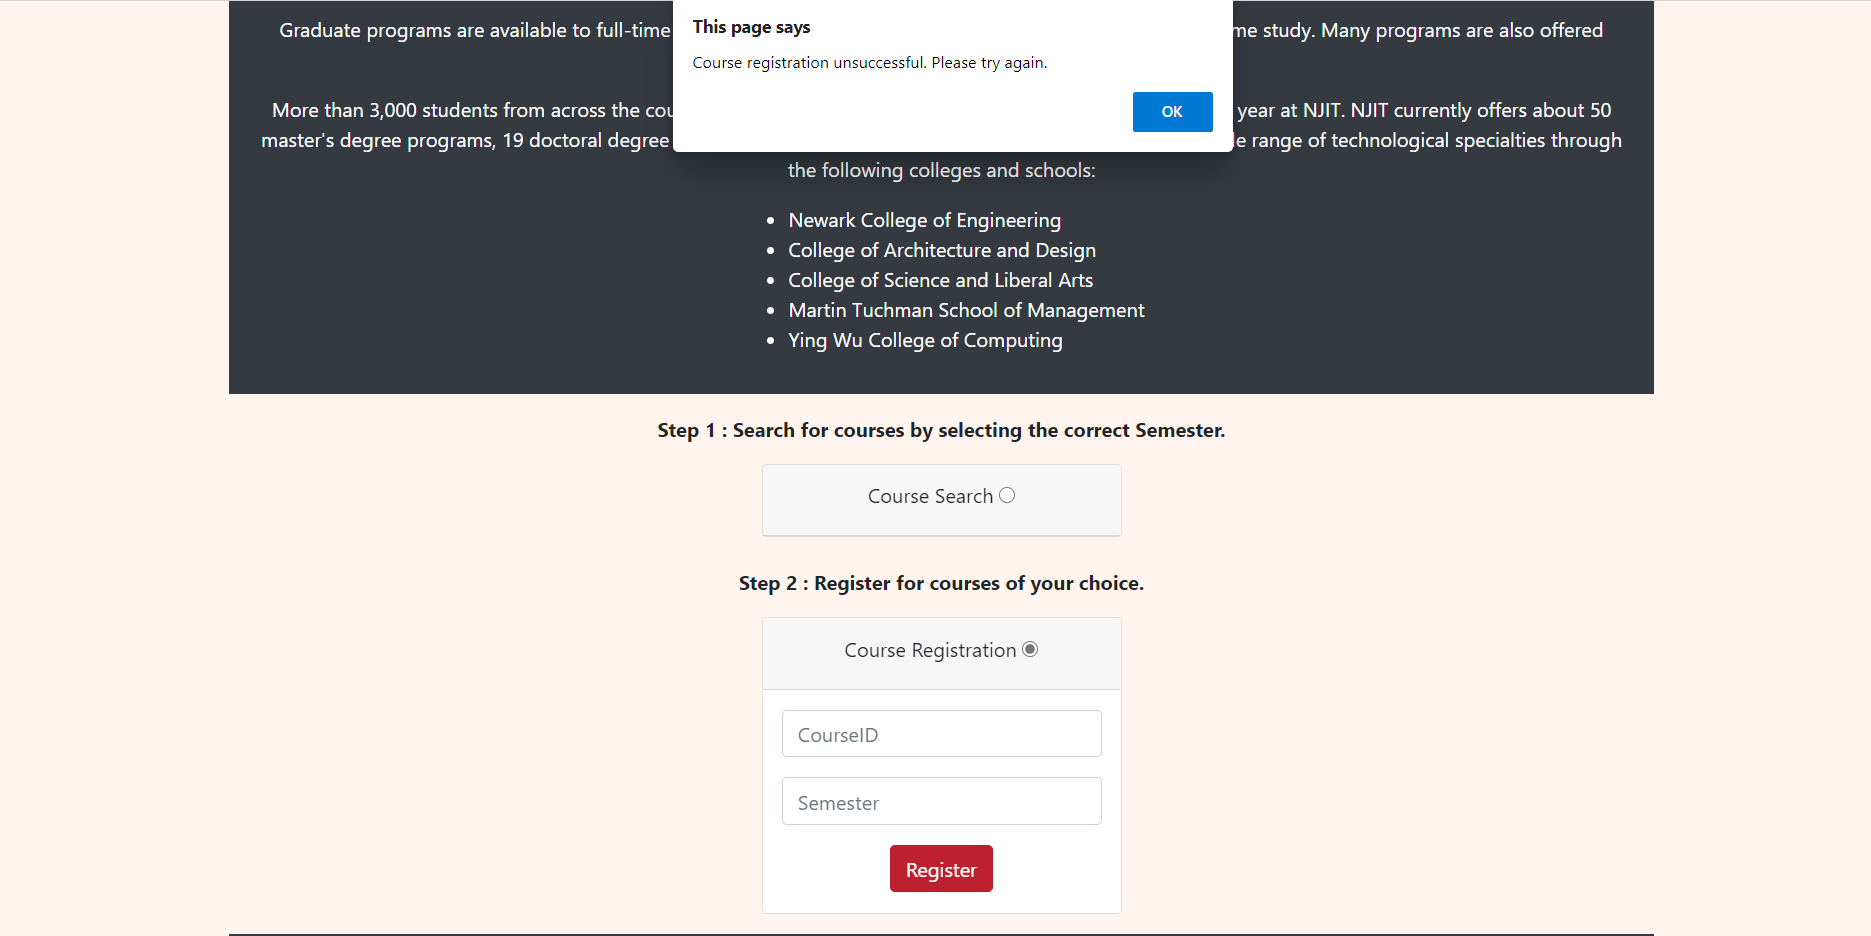 This page says
Course registration unsuccessful. Please try again.
OK
Graduate programs are available to full-time me study. Many programs are also offered
More than 3,000 students from across the cou year at NJIT. NJIT currently offers about 50
master's degree programs, 19 doctoral degree range of technological specialties through
the following colleges and schools:
• Newark College of Engineering
• College of Architecture and Design
• College of Science and Liberal Arts
• Martin Tuchman School of Management
• Ying Wu College of Computing
Step 1 : Search for courses by selecting the correct Semester.
Course Search
Step 2 : Register for courses of your choice.
Course Registration
CourseID
Semester
Register